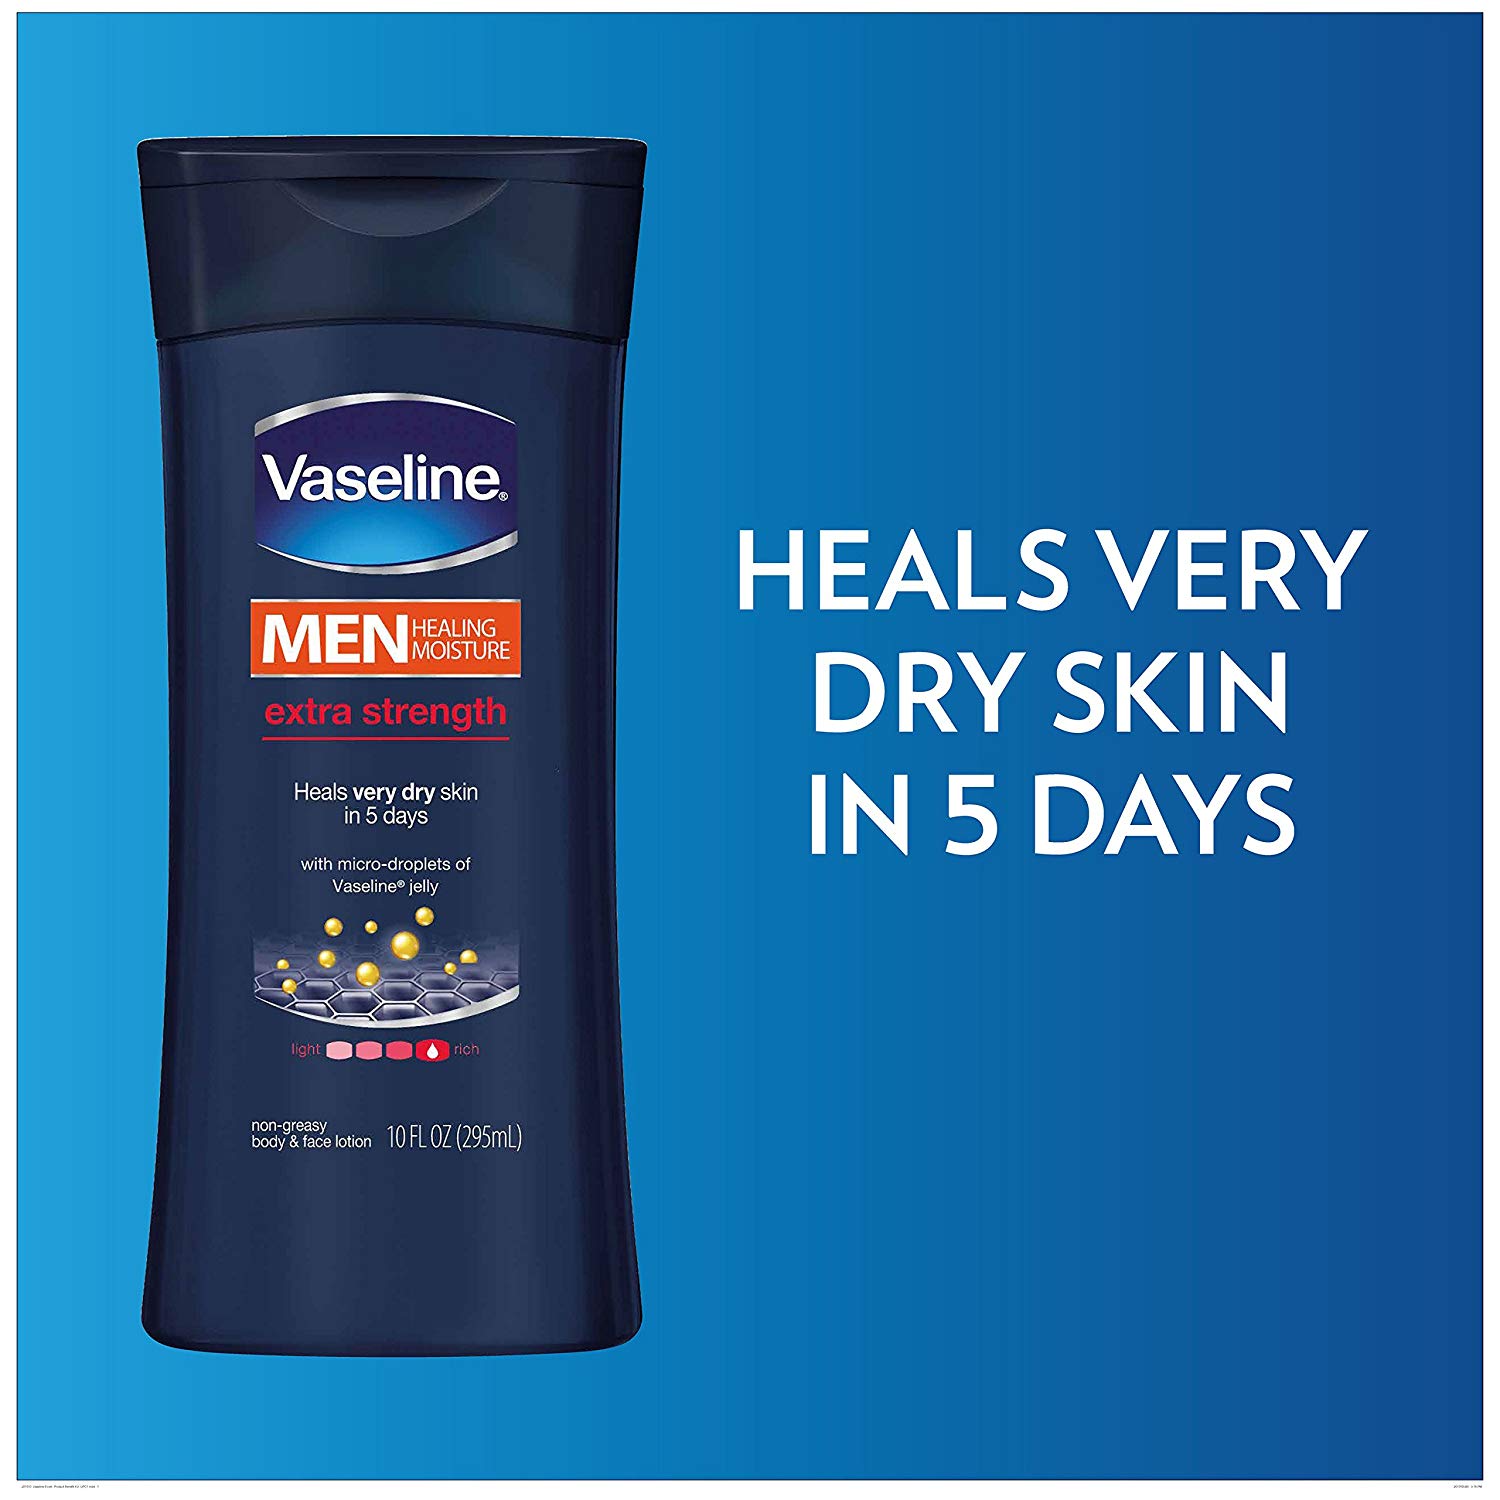 Vaseline®
MEN HEALING
MOISTURE
extra strength
Heals very dry skin
in 5 days
with micro-droplets of
Vaseline® jelly
light rich
non-greasy
body & face lotion 10 FL OZ (295mL)
HEALS VERY
DRY SKIN
IN 5 DAYS